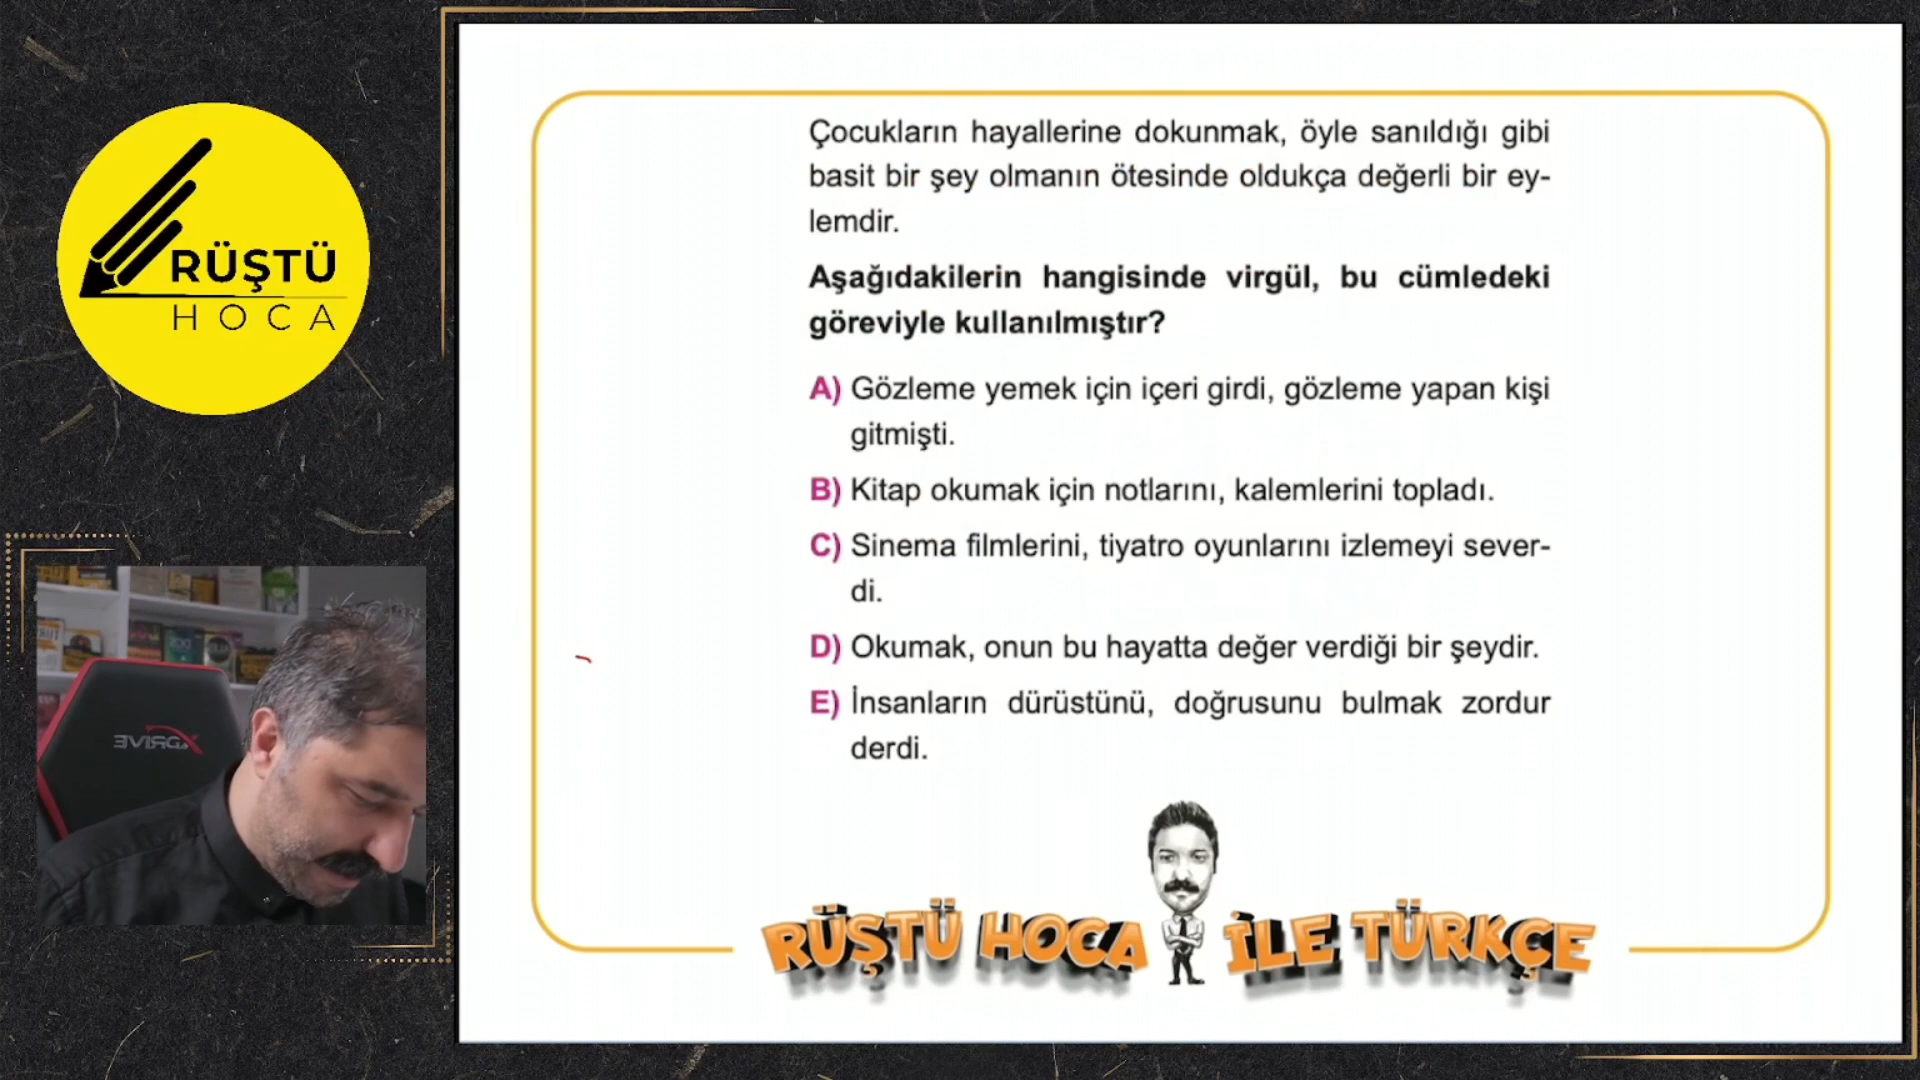 RÜŞTÜ
HOCA
Çocukların hayallerine dokunmak, öyle sanıldığı gibi
basit bir şey olmanın ötesinde oldukça değerli bir ey-
lemdir.
Aşağıdakilerin hangisinde virgül, bu cümledeki
göreviyle kullanılmıştır?
A) Gözleme yemek için içeri girdi, gözleme yapan kişi
gitmişti.
B) Kitap okumak için notlarını, kalemlerini topladı.
C) Sinema filmlerini, tiyatro oyunlarını izlemeyi sever-
di.
D) Okumak, onun bu hayatta değer verdiği bir şeydir.
E) İnsanların dürüstünü, doğrusunu bulmak zordur
derdi.
XDRIVE
RÜŞTÜ HOCA İLE TÜRKÇE